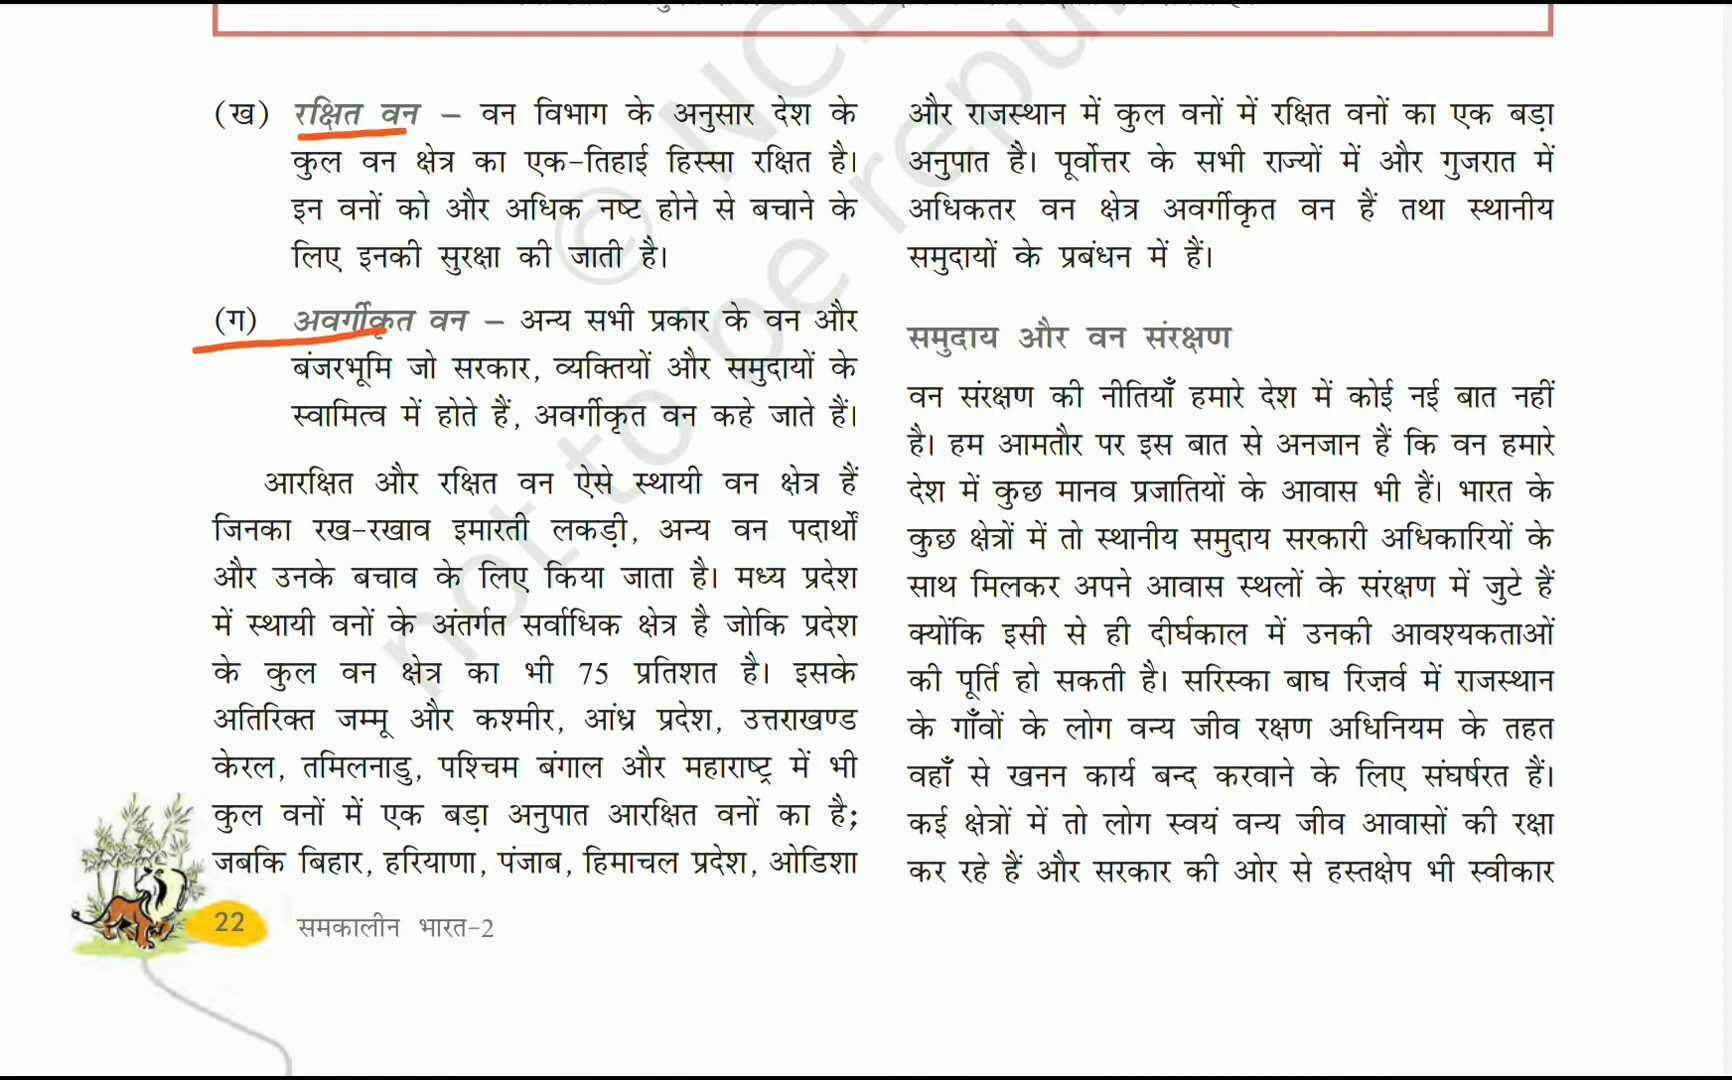 (ख) रक्षित वन – वन विभाग के अनुसार देश के
कुल वन क्षेत्र का एक-तिहाई हिस्सा रक्षित है।
इन वनों को और अधिक नष्ट होने से बचाने के
लिए इनकी सुरक्षा की जाती है।
(ग) अवर्गीकृत वन – अन्य सभी प्रकार के वन और
बंजरभूमि जो सरकार, व्यक्तियों और समुदायों के
स्वामित्व में होते हैं, अवर्गीकृत वन कहे जाते हैं।
आरक्षित और रक्षित वन ऐसे स्थायी वन क्षेत्र हैं
जिनका रख-रखाव इमारती लकड़ी, अन्य वन पदार्थों
और उनके बचाव के लिए किया जाता है। मध्य प्रदेश
में स्थायी वनों के अंतर्गत सर्वाधिक क्षेत्र है जोकि प्रदेश
के कुल वन क्षेत्र का भी 75 प्रतिशत है। इसके
अतिरिक्त जम्मू और कश्मीर, आंध्र प्रदेश, उत्तराखण्ड
केरल, तमिलनाडु, पश्चिम बंगाल और महाराष्ट्र में भी
कुल वनों में एक बड़ा अनुपात आरक्षित वनों का है;
जबकि बिहार, हरियाणा, पंजाब, हिमाचल प्रदेश, ओडिशा
और राजस्थान में कुल वनों में रक्षित वनों का एक बड़ा
अनुपात है। पूर्वोत्तर के सभी राज्यों में और गुजरात में
अधिकतर वन क्षेत्र अवर्गीकृत वन हैं तथा स्थानीय
समुदायों के प्रबंधन में हैं।
समुदाय और वन संरक्षण
वन संरक्षण की नीतियाँ हमारे देश में कोई नई बात नहीं
है। हम आमतौर पर इस बात से अनजान हैं कि वन हमारे
देश में कुछ मानव प्रजातियों के आवास भी हैं। भारत के
कुछ क्षेत्रों में तो स्थानीय समुदाय सरकारी अधिकारियों के
साथ मिलकर अपने आवास स्थलों के संरक्षण में जुटे हैं
क्योंकि इसी से ही दीर्घकाल में उनकी आवश्यकताओं
की पूर्ति हो सकती है। सरिस्का बाघ रिज़र्व में राजस्थान
के गाँवों के लोग वन्य जीव रक्षण अधिनियम के तहत
वहाँ से खनन कार्य बन्द करवाने के लिए संघर्षरत हैं।
कई क्षेत्रों में तो लोग स्वयं वन्य जीव आवासों की रक्षा
कर रहे हैं और सरकार की ओर से हस्तक्षेप भी स्वीकार
22 समकालीन भारत-2
© NCE
not to be repu